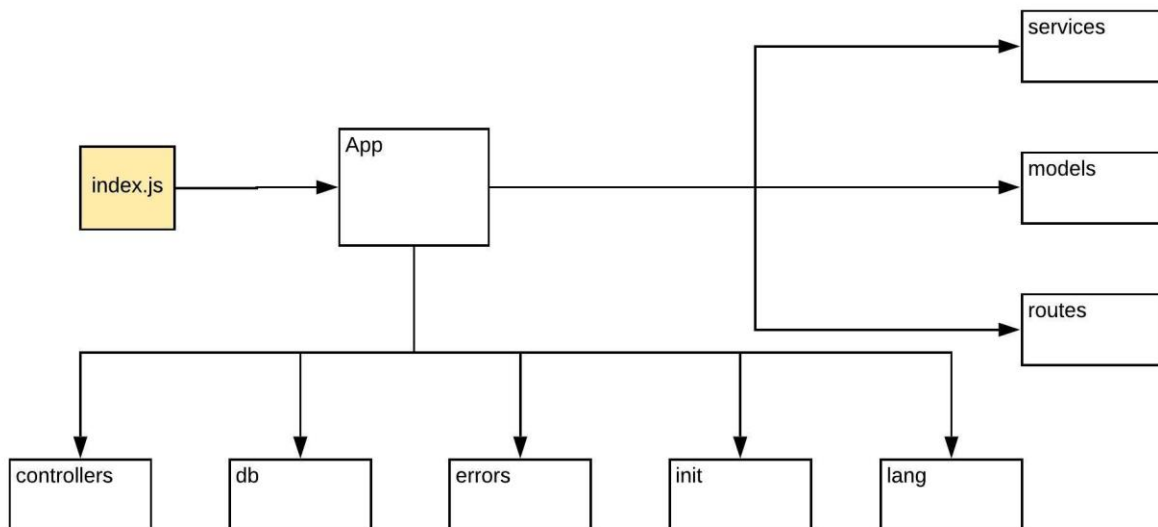 services
App
index.js
models
routes
controllers
db
errors
init
lang